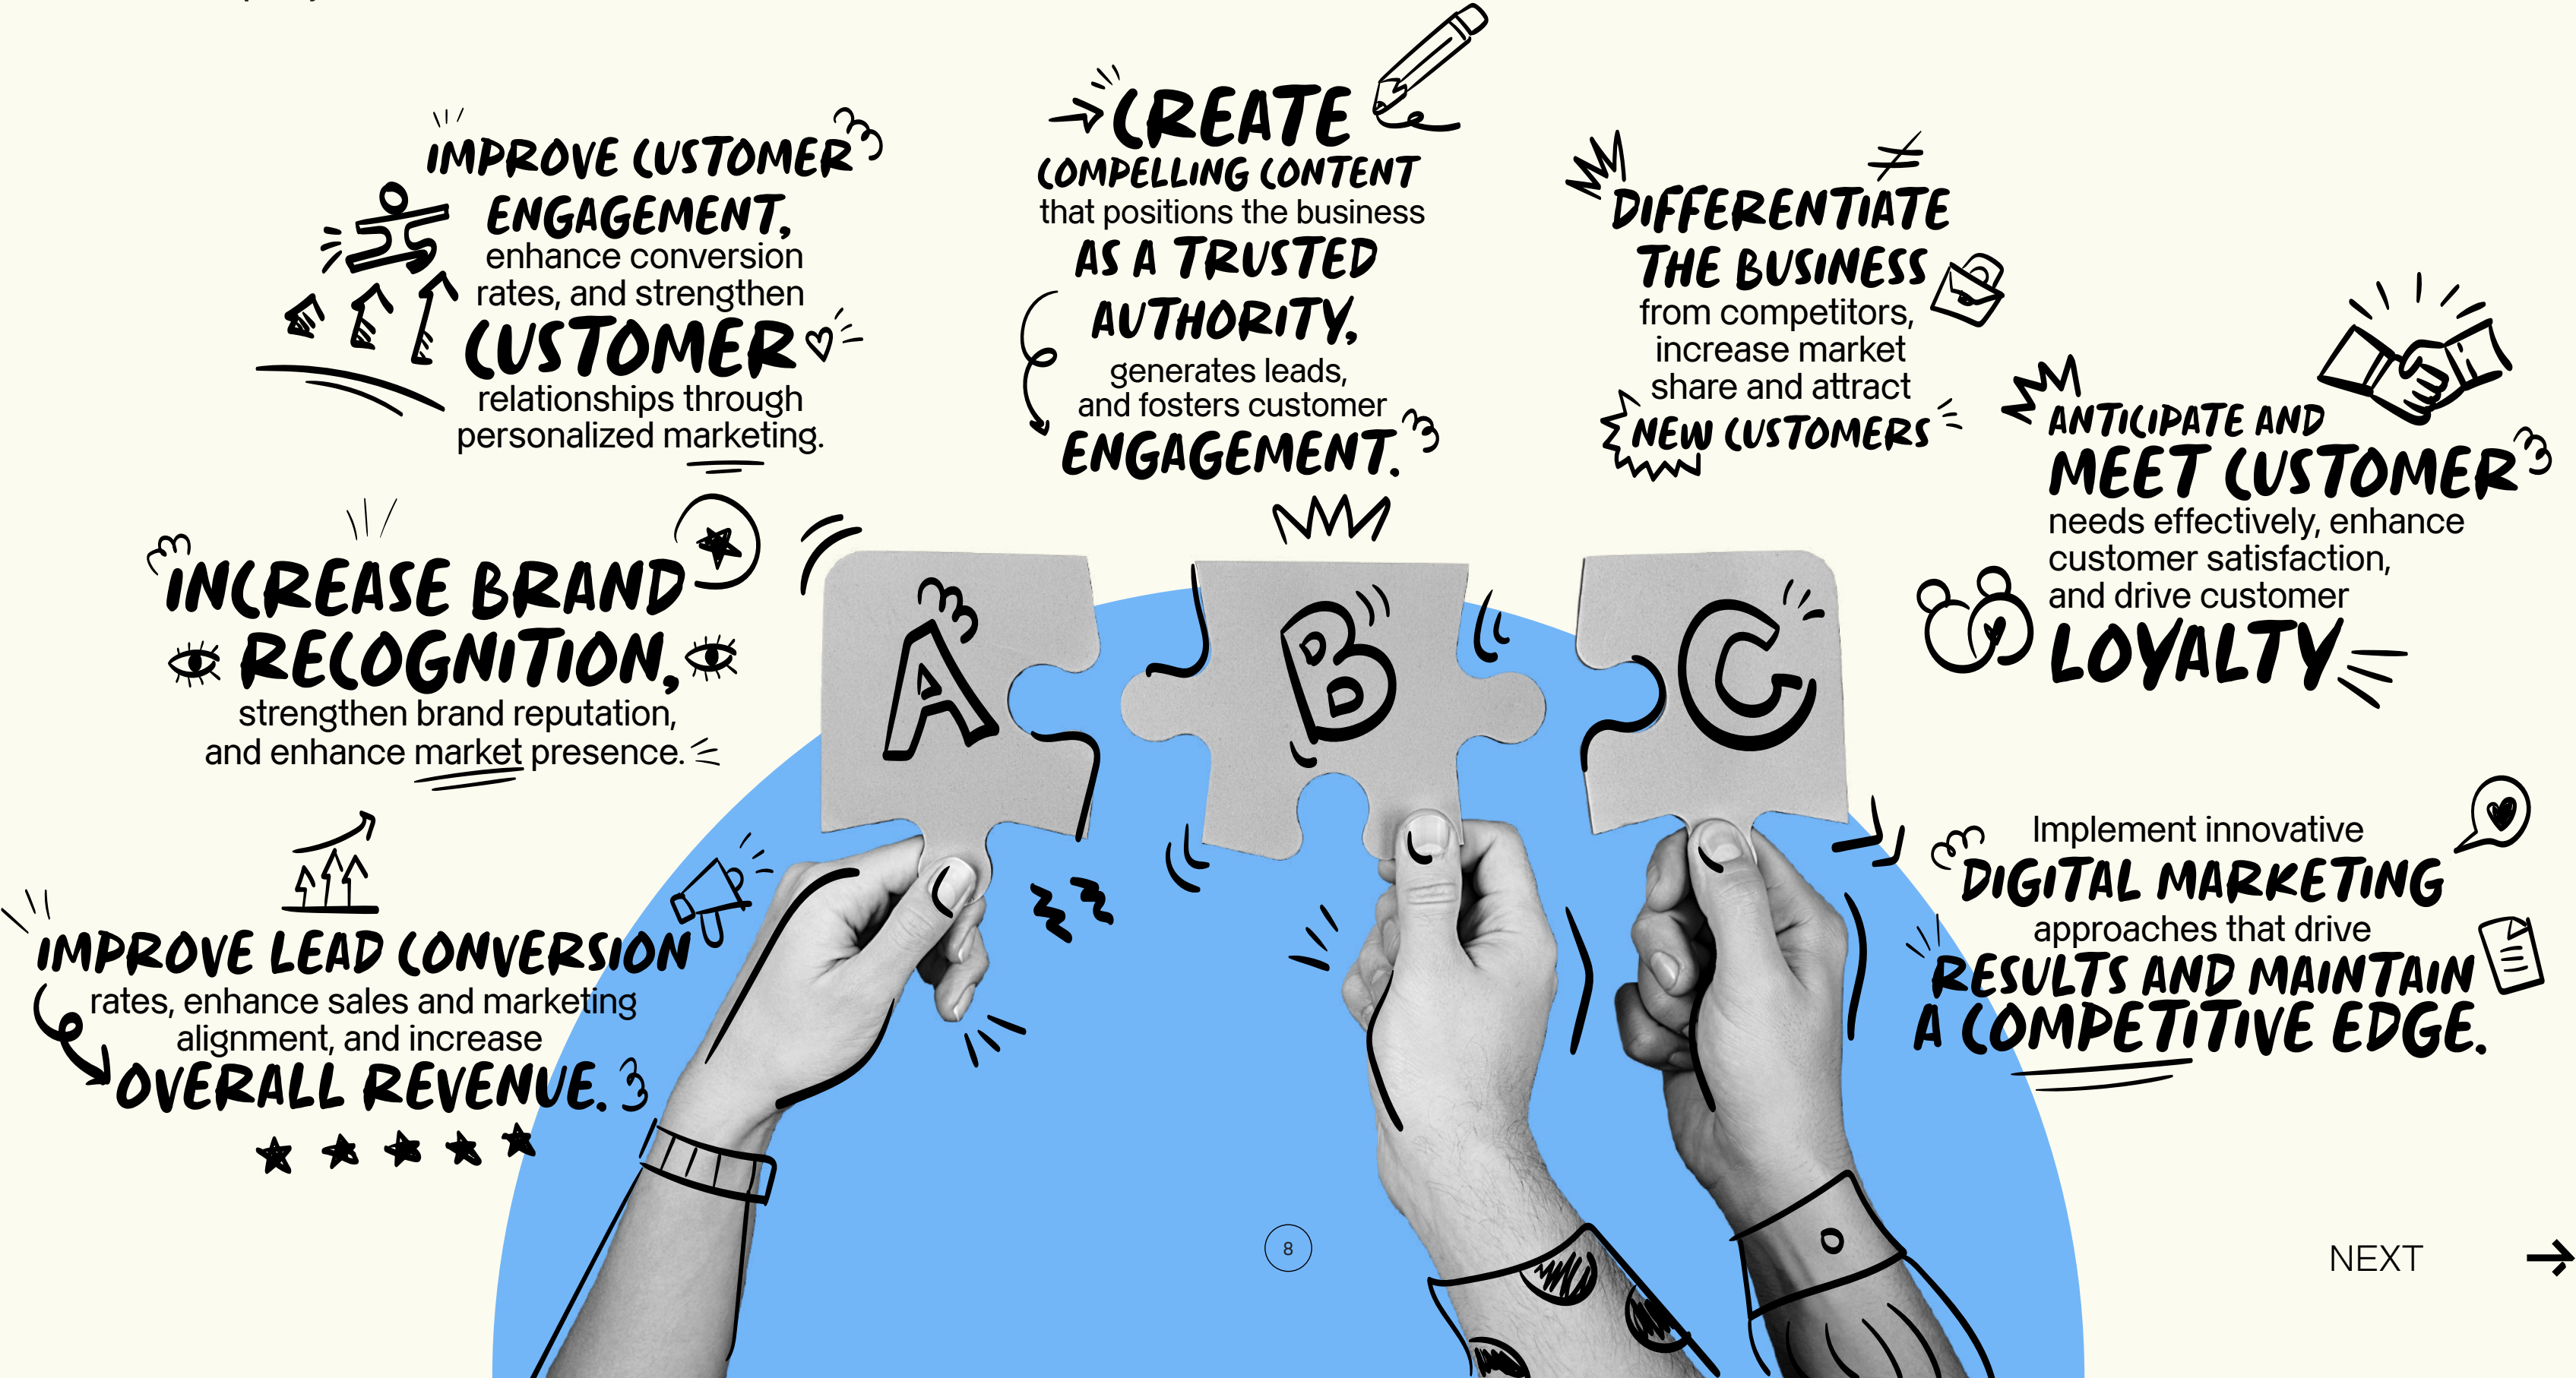 IMPROVE CUSTOMER
ENGAGEMENT,
enhance conversion
rates, and strengthen
CUSTOMER
relationships through
personalized marketing.
INCREASE BRAND
RECOGNITION,
strengthen brand reputation,
and enhance market presence.
IMPROVE LEAD CONVERSION
rates, enhance sales and marketing
alignment, and increase
OVERALL REVENUE.
CREATE
COMPELLING CONTENT
that positions the business
AS A TRUSTED
AUTHORITY,
generates leads,
and fosters customer
ENGAGEMENT.
DIFFERENTIATE
THE BUSINESS
from competitors,
increase market
share and attract
NEW CUSTOMERS
ANTICIPATE AND
MEET CUSTOMER
needs effectively, enhance
customer satisfaction,
and drive customer
LOYALTY
Implement innovative
DIGITAL MARKETING
approaches that drive
RESULTS AND MAINTAIN
A COMPETITIVE EDGE.
A
B
C
8
NEXT